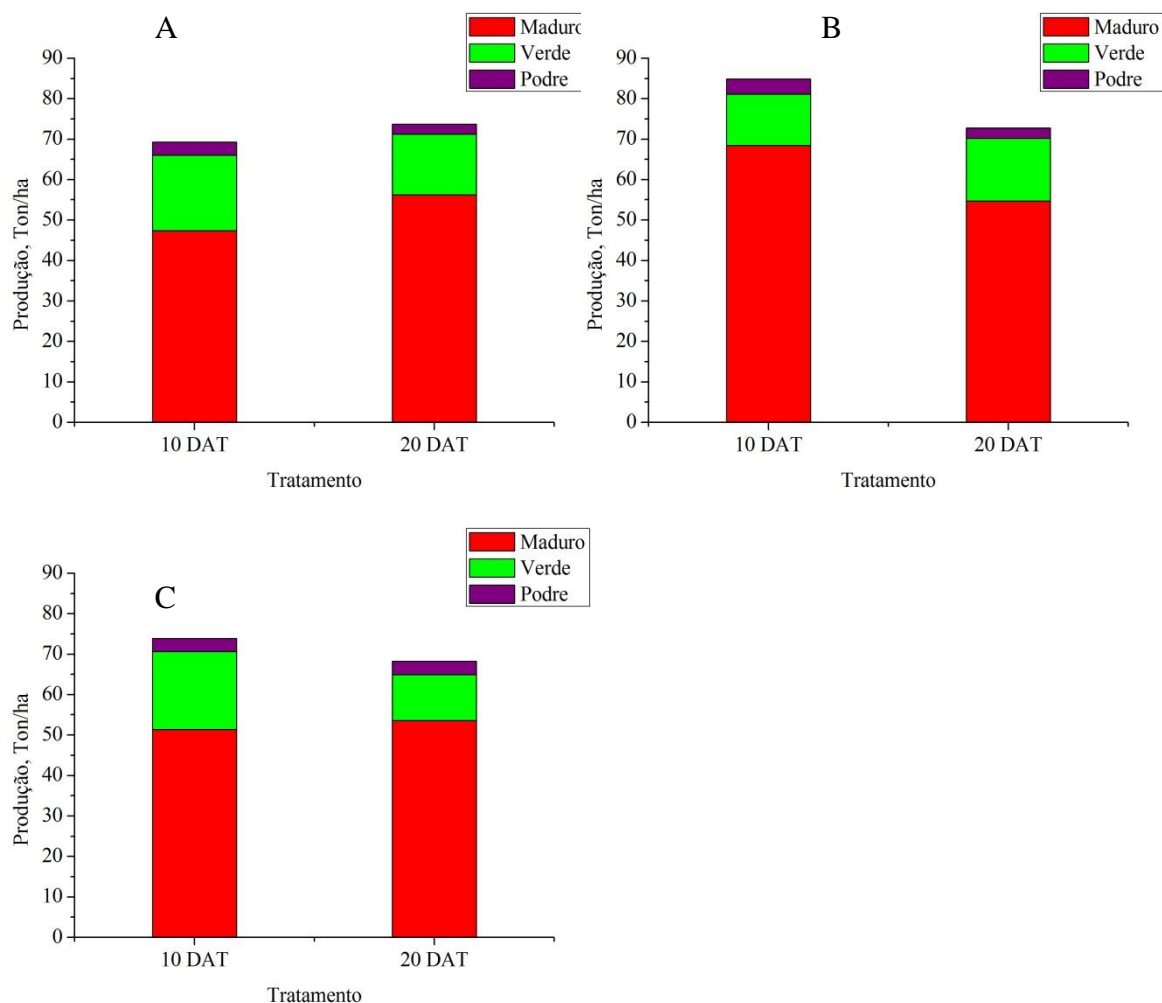 A
Maduro
Verde
Podre
90
80
70
60
50
40
30
20
10
0
Produção, Ton/ha
10 DAT
20 DAT
Tratamento
B
Maduro
Verde
Podre
90
80
70
60
50
40
30
20
10
0
Produção, Ton/ha
10 DAT
20 DAT
Tratamento
C
Maduro
Verde
Podre
90
80
70
60
50
40
30
20
10
0
Produção, Ton/ha
10 DAT
20 DAT
Tratamento